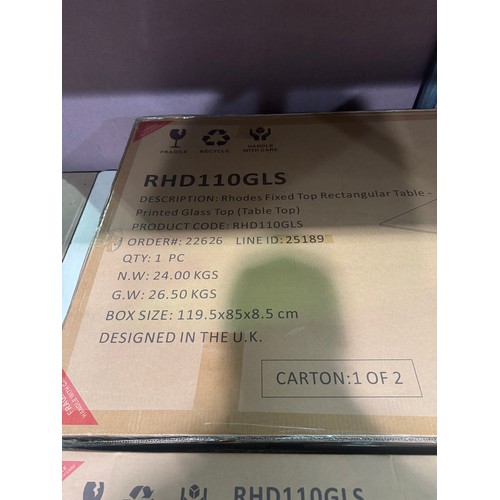 FRAGILE RECYCLE HANDLE WITH CARE
RHD110GLS
DESCRIPTION: Rhodes Fixed Top Rectangular Table -
Printed Glass Top (Table Top)
PRODUCT CODE: RHD110GLS
ORDER#: 22626 LINE ID: 25189
QTY: 1 PC
N.W: 24.00 KGS
G.W: 26.50 KGS
BOX SIZE: 119.5x85x8.5 cm
DESIGNED IN THE U.K.
CARTON:1 OF 2
RHD110GLS